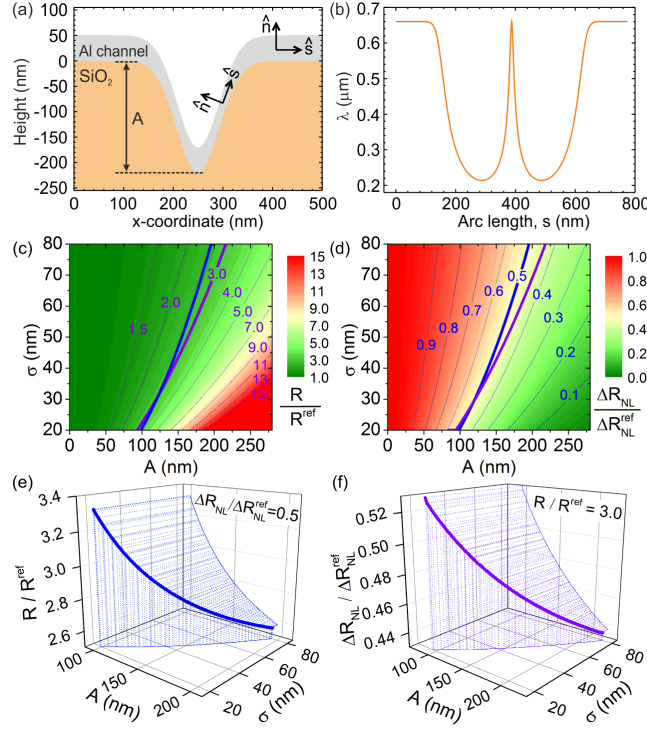 (a)
100
50
0
-50
-100
-150
-200
-250
Height(nm)
Al channel
SiO₂
A
n̂
ŝ
n̂
ŝ
0 100 200 300 400 500
x-coordinate (nm)
(b)
0.7
0.6
0.5
0.4
0.3
0.2
λ (μm)
0 200 400 600 800
Arc length, s (nm)
(c)
80
70
60
50
40
30
20
σ (nm)
1.5
2.0
3.0
4.0
5.0
7.0
9.0
11
13
15
0 50 100 150 200 250
A (nm)
15
13
11
9.0
7.0
5.0
3.0
1.0
R
R^ref
(d)
80
70
60
50
40
30
20
σ (nm)
0.9
0.8
0.7
0.6
0.5
0.4
0.3
0.2
0.1
0 50 100 150 200 250
A (nm)
1.0
0.8
0.6
0.4
0.2
0.0
ΔR_NL
ΔR_NL^ref
(e)
ΔR_NL/ΔR_NL^ref=0.5
3.4
3.2
3.0
2.8
2.6
R / R^ref
100
150
200
A (nm)
20
40
60
80
σ (nm)
(f)
R / R^ref = 3.0
0.52
0.50
0.48
0.46
0.44
ΔR_NL / ΔR_NL^ref
100
150
200
A (nm)
20
40
60
80
σ (nm)